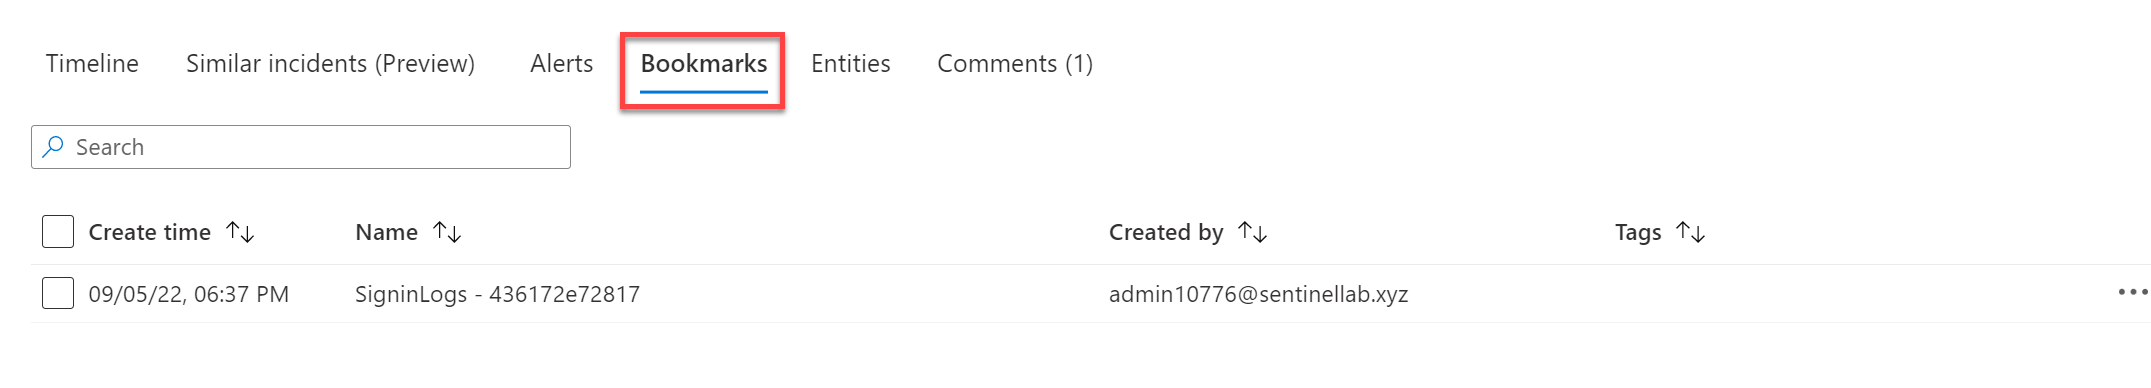 Timeline Similar incidents (Preview) Alerts Bookmarks Entities Comments (1)
Search
Create time Name Created by Tags
09/05/22, 06:37 PM SigninLogs - 436172e72817 admin10776@sentinellab.xyz